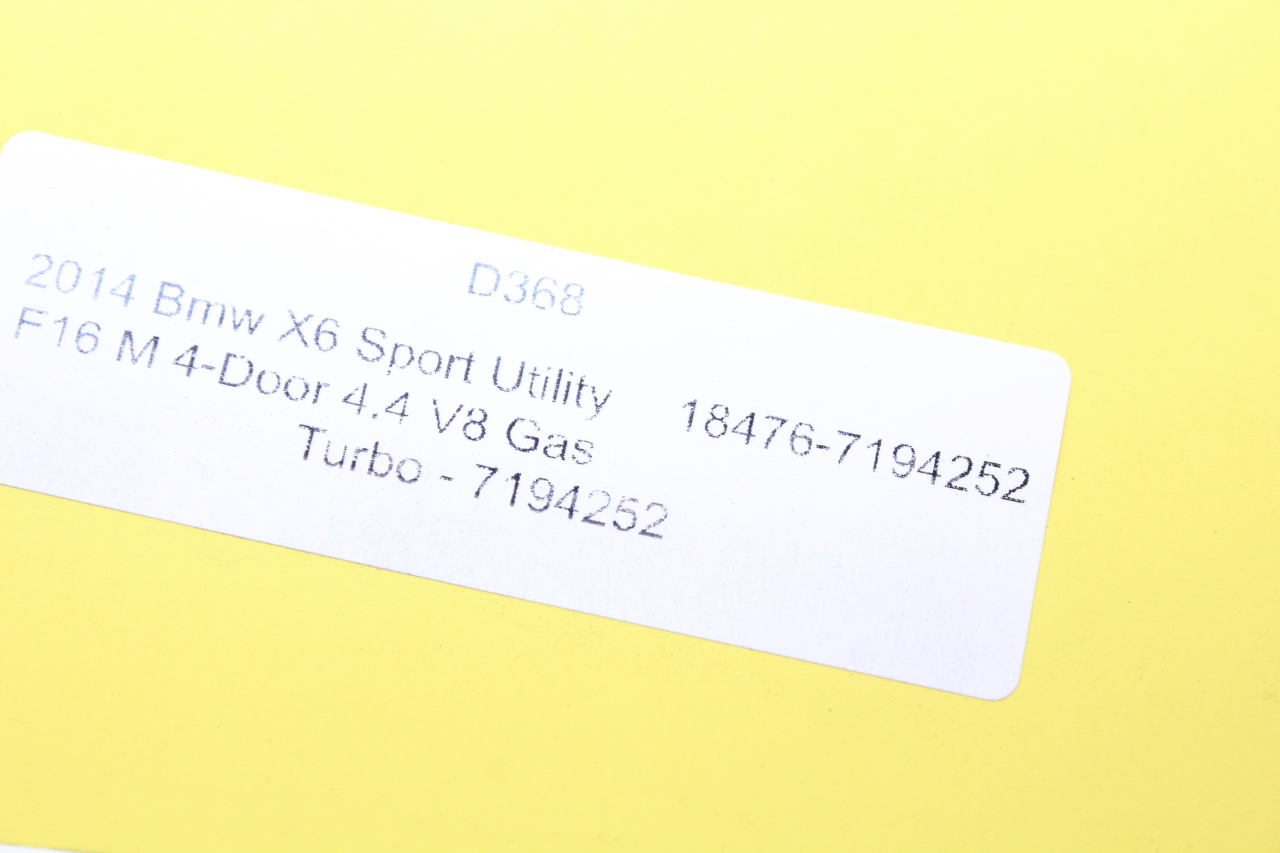 D368
2014 Bmw X6 Sport Utility
F16 M 4-Door 4.4 V8 Gas
Turbo - 7194252
18476-7194252